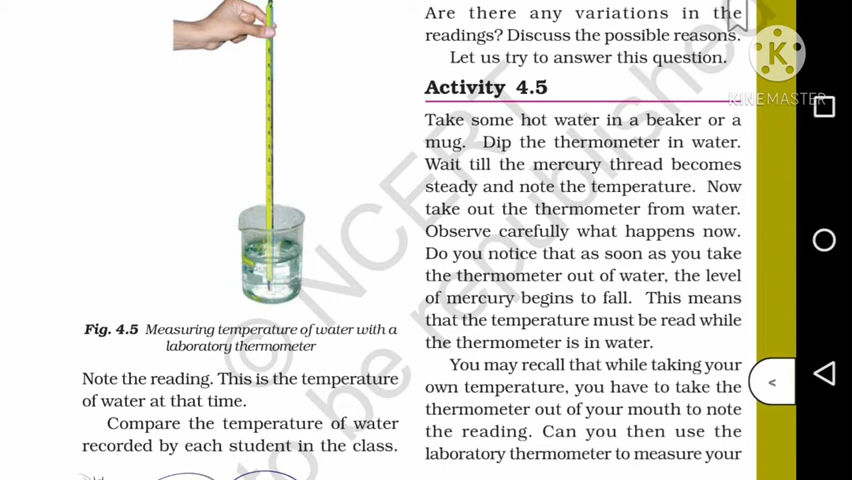 Fig. 4.5 Measuring temperature of water with a
laboratory thermometer
Note the reading. This is the temperature
of water at that time.
Compare the temperature of water
recorded by each student in the class.
Are there any variations in the
readings? Discuss the possible reasons.
Let us try to answer this question.
Activity 4.5
Take some hot water in a beaker or a
mug. Dip the thermometer in water.
Wait till the mercury thread becomes
steady and note the temperature. Now
take out the thermometer from water.
Observe carefully what happens now.
Do you notice that as soon as you take
the thermometer out of water, the level
of mercury begins to fall. This means
that the temperature must be read while
the thermometer is in water.
You may recall that while taking your
own temperature, you have to take the
thermometer out of your mouth to note
the reading. Can you then use the
laboratory thermometer to measure your
© NCERT
to be republished
K
KINEMASTER
<